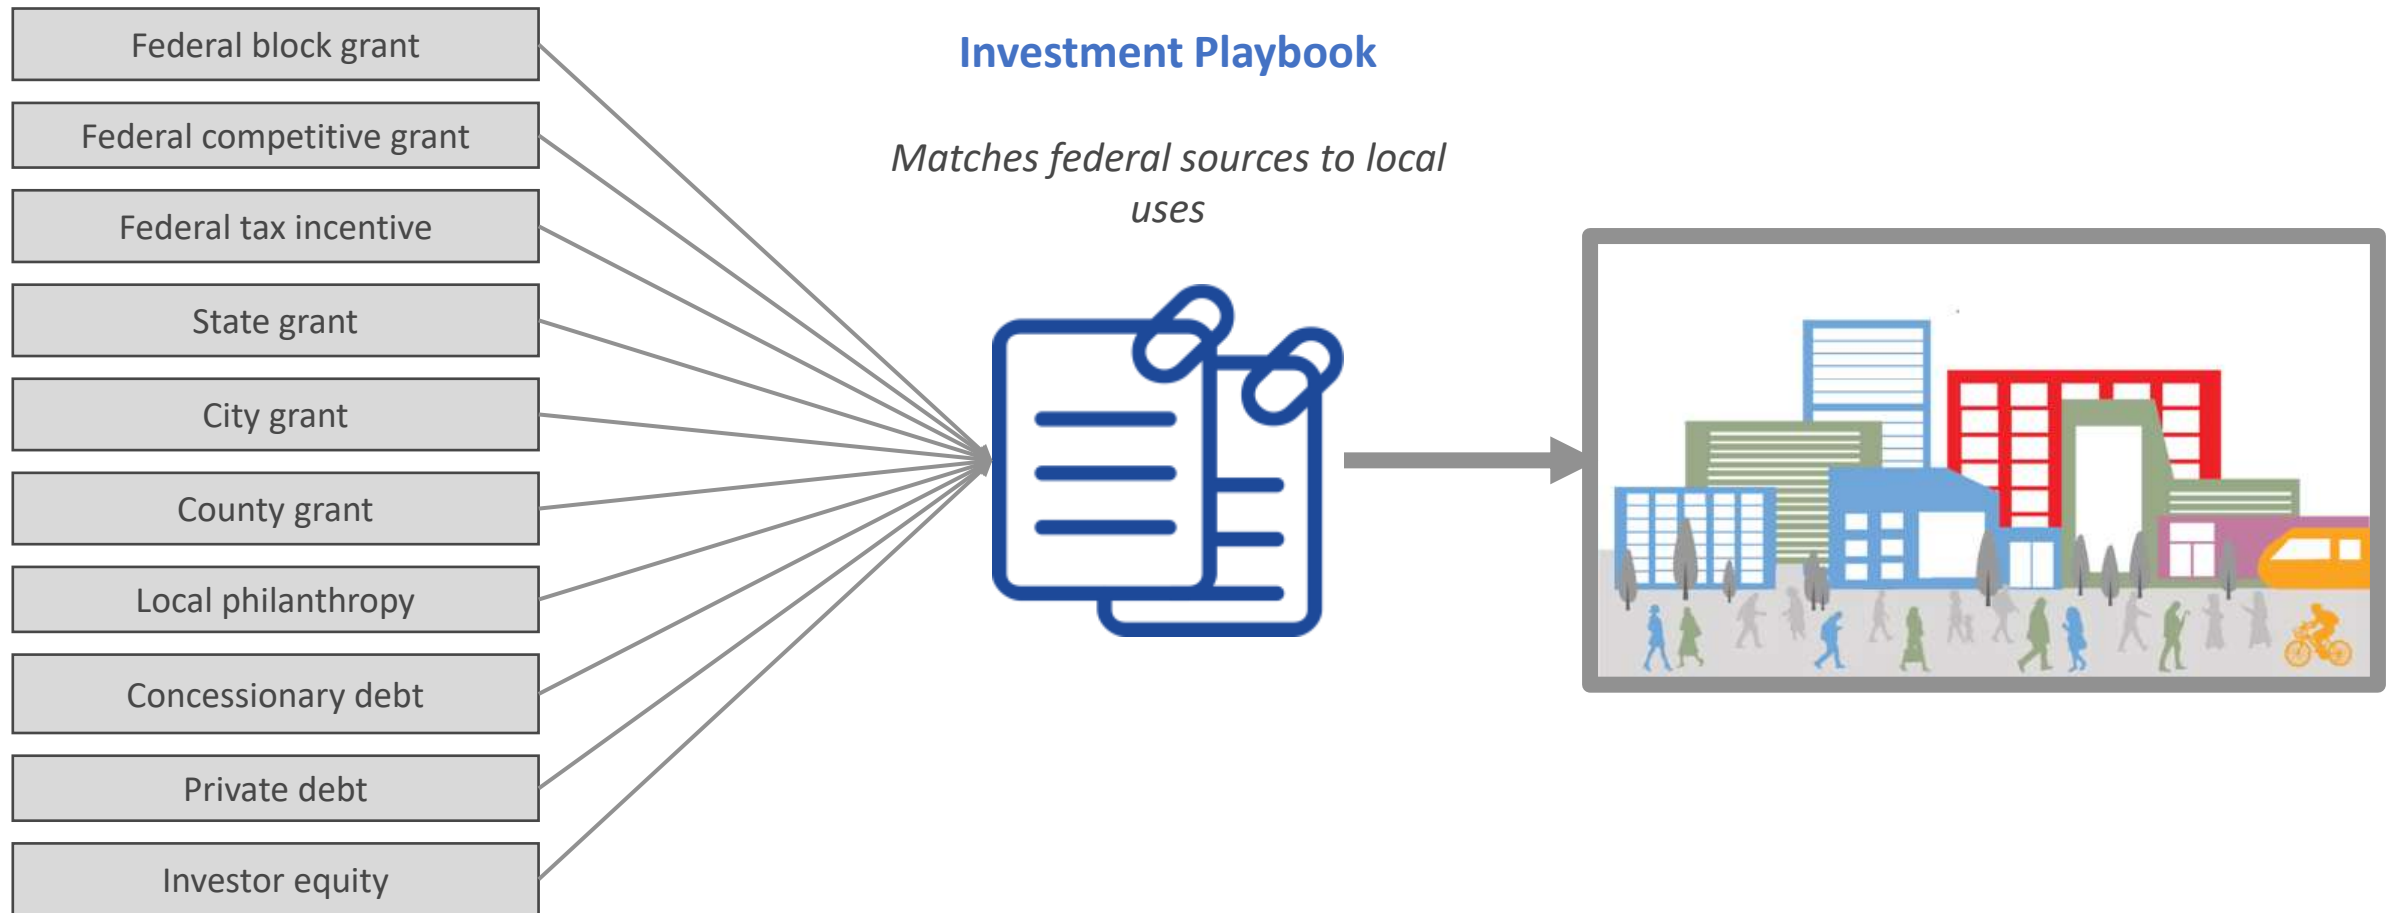 Federal block grant
Federal competitive grant
Federal tax incentive
State grant
City grant
County grant
Local philanthropy
Concessionary debt
Private debt
Investor equity
Investment Playbook
Matches federal sources to local
uses